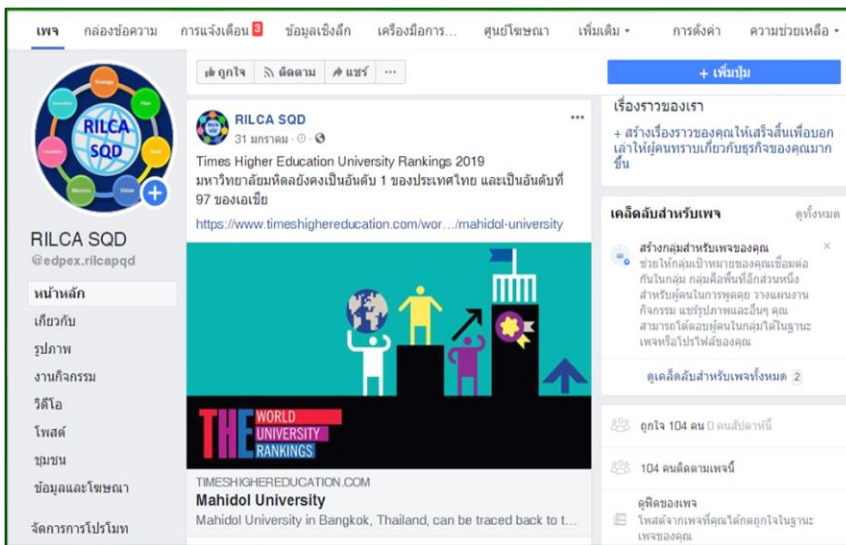 เพจ กล่องข้อความ การแจ้งเตือน 3 ข้อมูลเชิงลึก เครื่องมือการ... ศูนย์โฆษณา เพิ่มเติม การตั้งค่า ความช่วยเหลือ
Strategy
Plan
Vision
RILCA
SQD
RILCA SQD
@edpex.rilcapqd
หน้าหลัก
เกี่ยวกับ
รูปภาพ
งานกิจกรรม
วิดีโอ
โพสต์
ชุมชน
ข้อมูลและโฆษณา
จัดการการโปรโมท
ถูกใจ ติดตาม แชร์ ...
+ เพิ่มปุ่ม
RILCA SQD
31 มกราคม
Times Higher Education University Rankings 2019
มหาวิทยาลัยมหิดลยังคงเป็นอันดับ 1 ของประเทศไทย และเป็นอันดับที่
97 ของเอเชีย
https://www.timeshighereducation.com/wor.../mahidol-university
THE WORLD
UNIVERSITY
RANKINGS
TIMESHIGHEREDUCATION.COM
Mahidol University
Mahidol University in Bangkok, Thailand, can be traced back to t...
เรื่องราวของเรา
+ สร้างเรื่องราวของคุณให้เสร็จสิ้นเพื่อบอก
เล่าให้ผู้คนทราบเกี่ยวกับธุรกิจของคุณมาก
ขึ้น
เคล็ดลับสำหรับเพจ ดูทั้งหมด
สร้างกลุ่มสำหรับเพจของคุณ
ช่วยให้กลุ่มเป้าหมายของคุณเชื่อมต่อ
กันในกลุ่ม กลุ่มคือพื้นที่อีกส่วนหนึ่ง
สำหรับผู้คนในการพูดคุย วางแผนงาน
กิจกรรม แชร์รูปภาพและอื่นๆ คุณ
สามารถโต้ตอบผู้คนในกลุ่มได้ในฐานะ
เพจหรือโปรไฟล์ของคุณ
ดูเคล็ดลับสำหรับเพจทั้งหมด 2
ถูกใจ 104 คน 0 คนสัปดาห์นี้
104 คนติดตามเพจนี้
ดูฟีดของเพจ
โพสต์จากเพจที่คุณได้กดถูกใจในฐานะ
เพจของคุณ